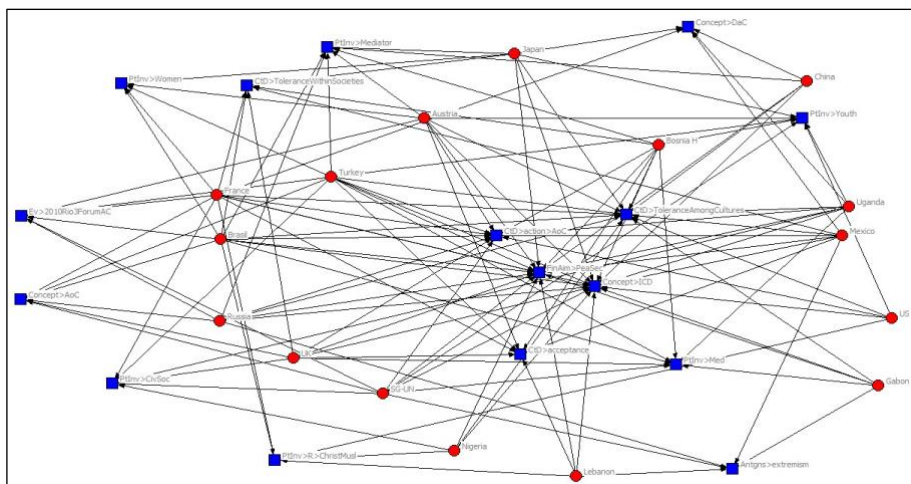 Concept>DaC
PtInv>Mediator
Japan
PtInv>Women
CtD>ToleranceWithinSocieties
China
Austria
PtInv>Youth
Bosnia H
Turkey
France
Uganda
Ev>2010Rio3ForumAC
CtD>ToleranceAmongCultures
Brasil
CtD>action>AoC
Mexico
FinAim>PeaSec
Concept>ICD
Concept>AoC
Russia
US
UK
CtD>acceptance
PtInv>Med
PtInv>CivSoc
SG-UN
Gabon
Nigeria
PtInv>R.>ChristMusl
Lebanon
Antgns>extremism